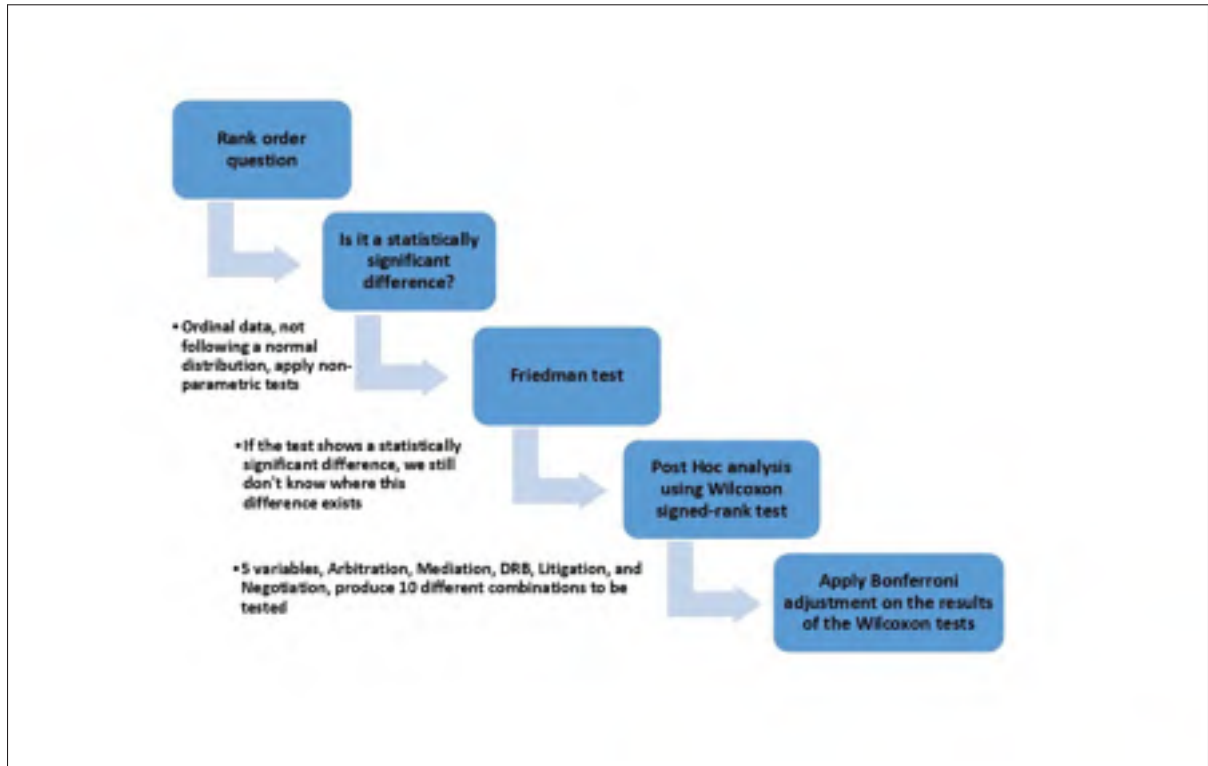 Rank order
question
Is it a statistically
significant
difference?
• Ordinal data, not
following a normal
distribution, apply non-
parametric tests
Friedman test
• If the test shows a statistically
significant difference, we still
don't know where this
difference exists
Post Hoc analysis
using Wilcoxon
signed-rank test
• 5 variables, Arbitration, Mediation, DRB, Litigation, and
Negotiation, produce 10 different combinations to be
tested
Apply Bonferroni
adjustment on the results
of the Wilcoxon tests